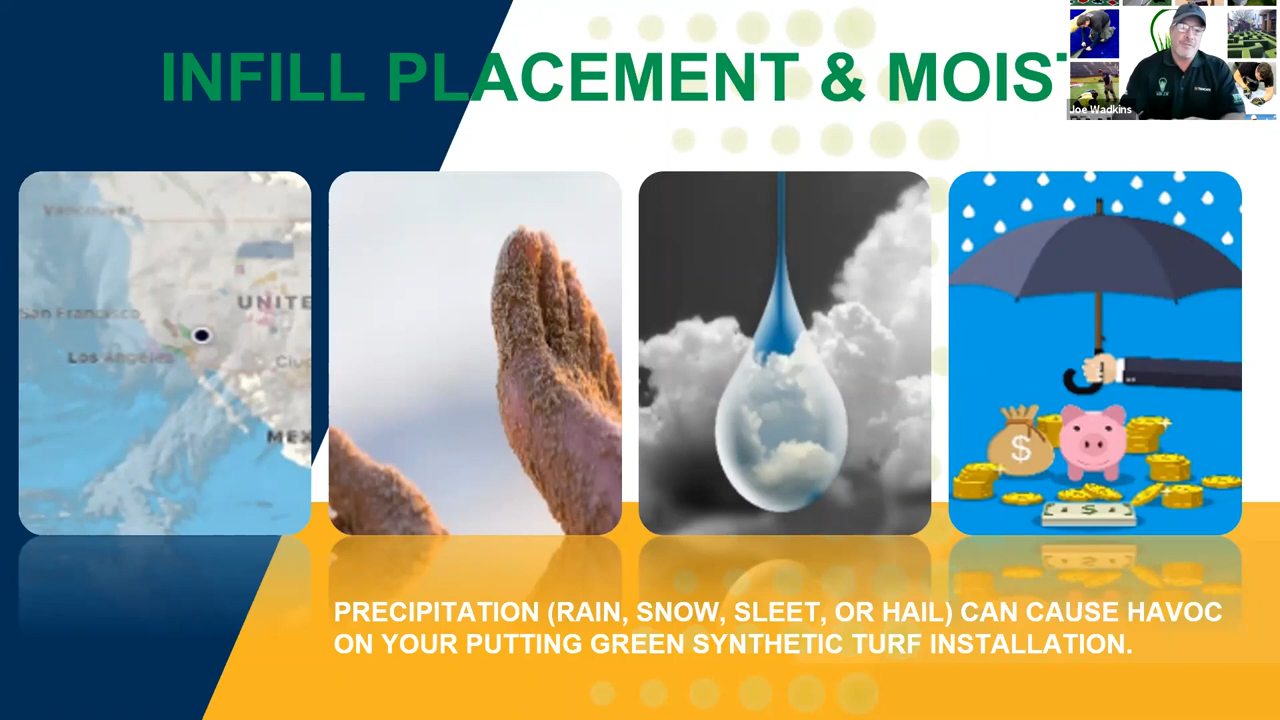 INFILL PLACEMENT & MOIST
Joe Wadkins
Vancouver
UNITE
San Francisco
Los Angeles
MEX
$
$
PRECIPITATION (RAIN, SNOW, SLEET, OR HAIL) CAN CAUSE HAVOC
ON YOUR PUTTING GREEN SYNTHETIC TURF INSTALLATION.